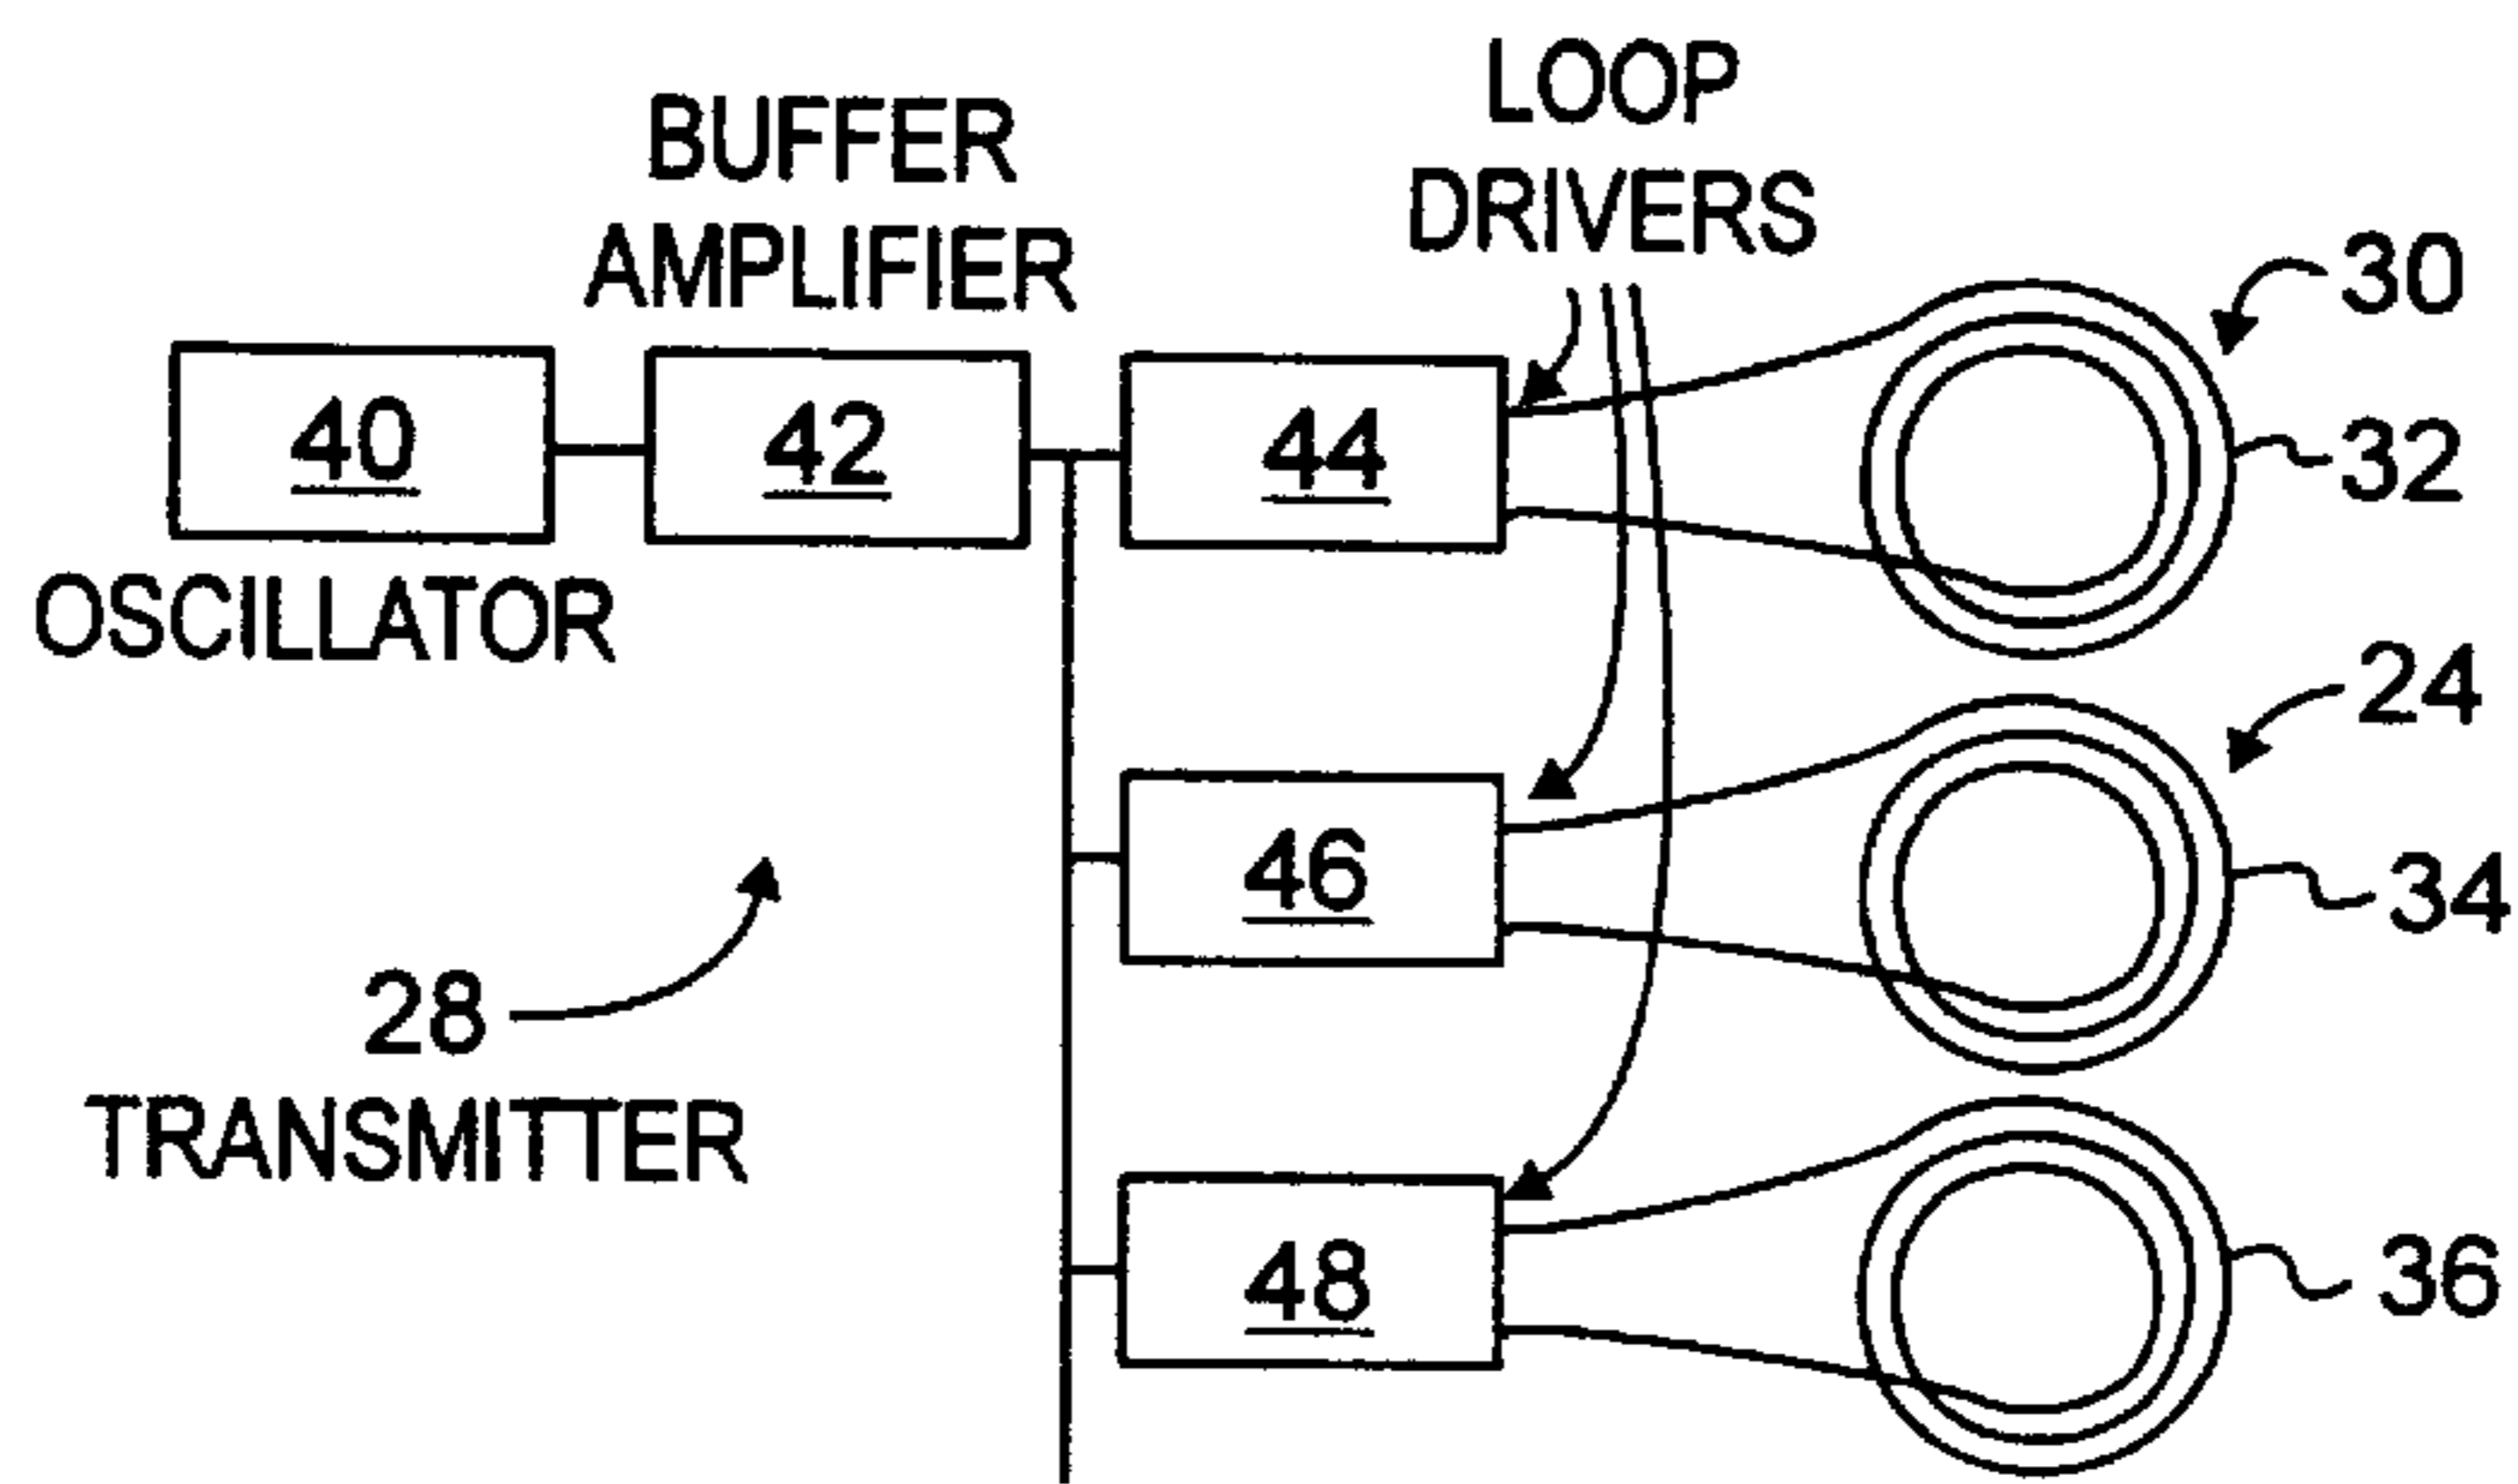 LOOP
DRIVERS
BUFFER
AMPLIFIER
30
40
42
44
32
OSCILLATOR
24
46
34
28
TRANSMITTER
48
36